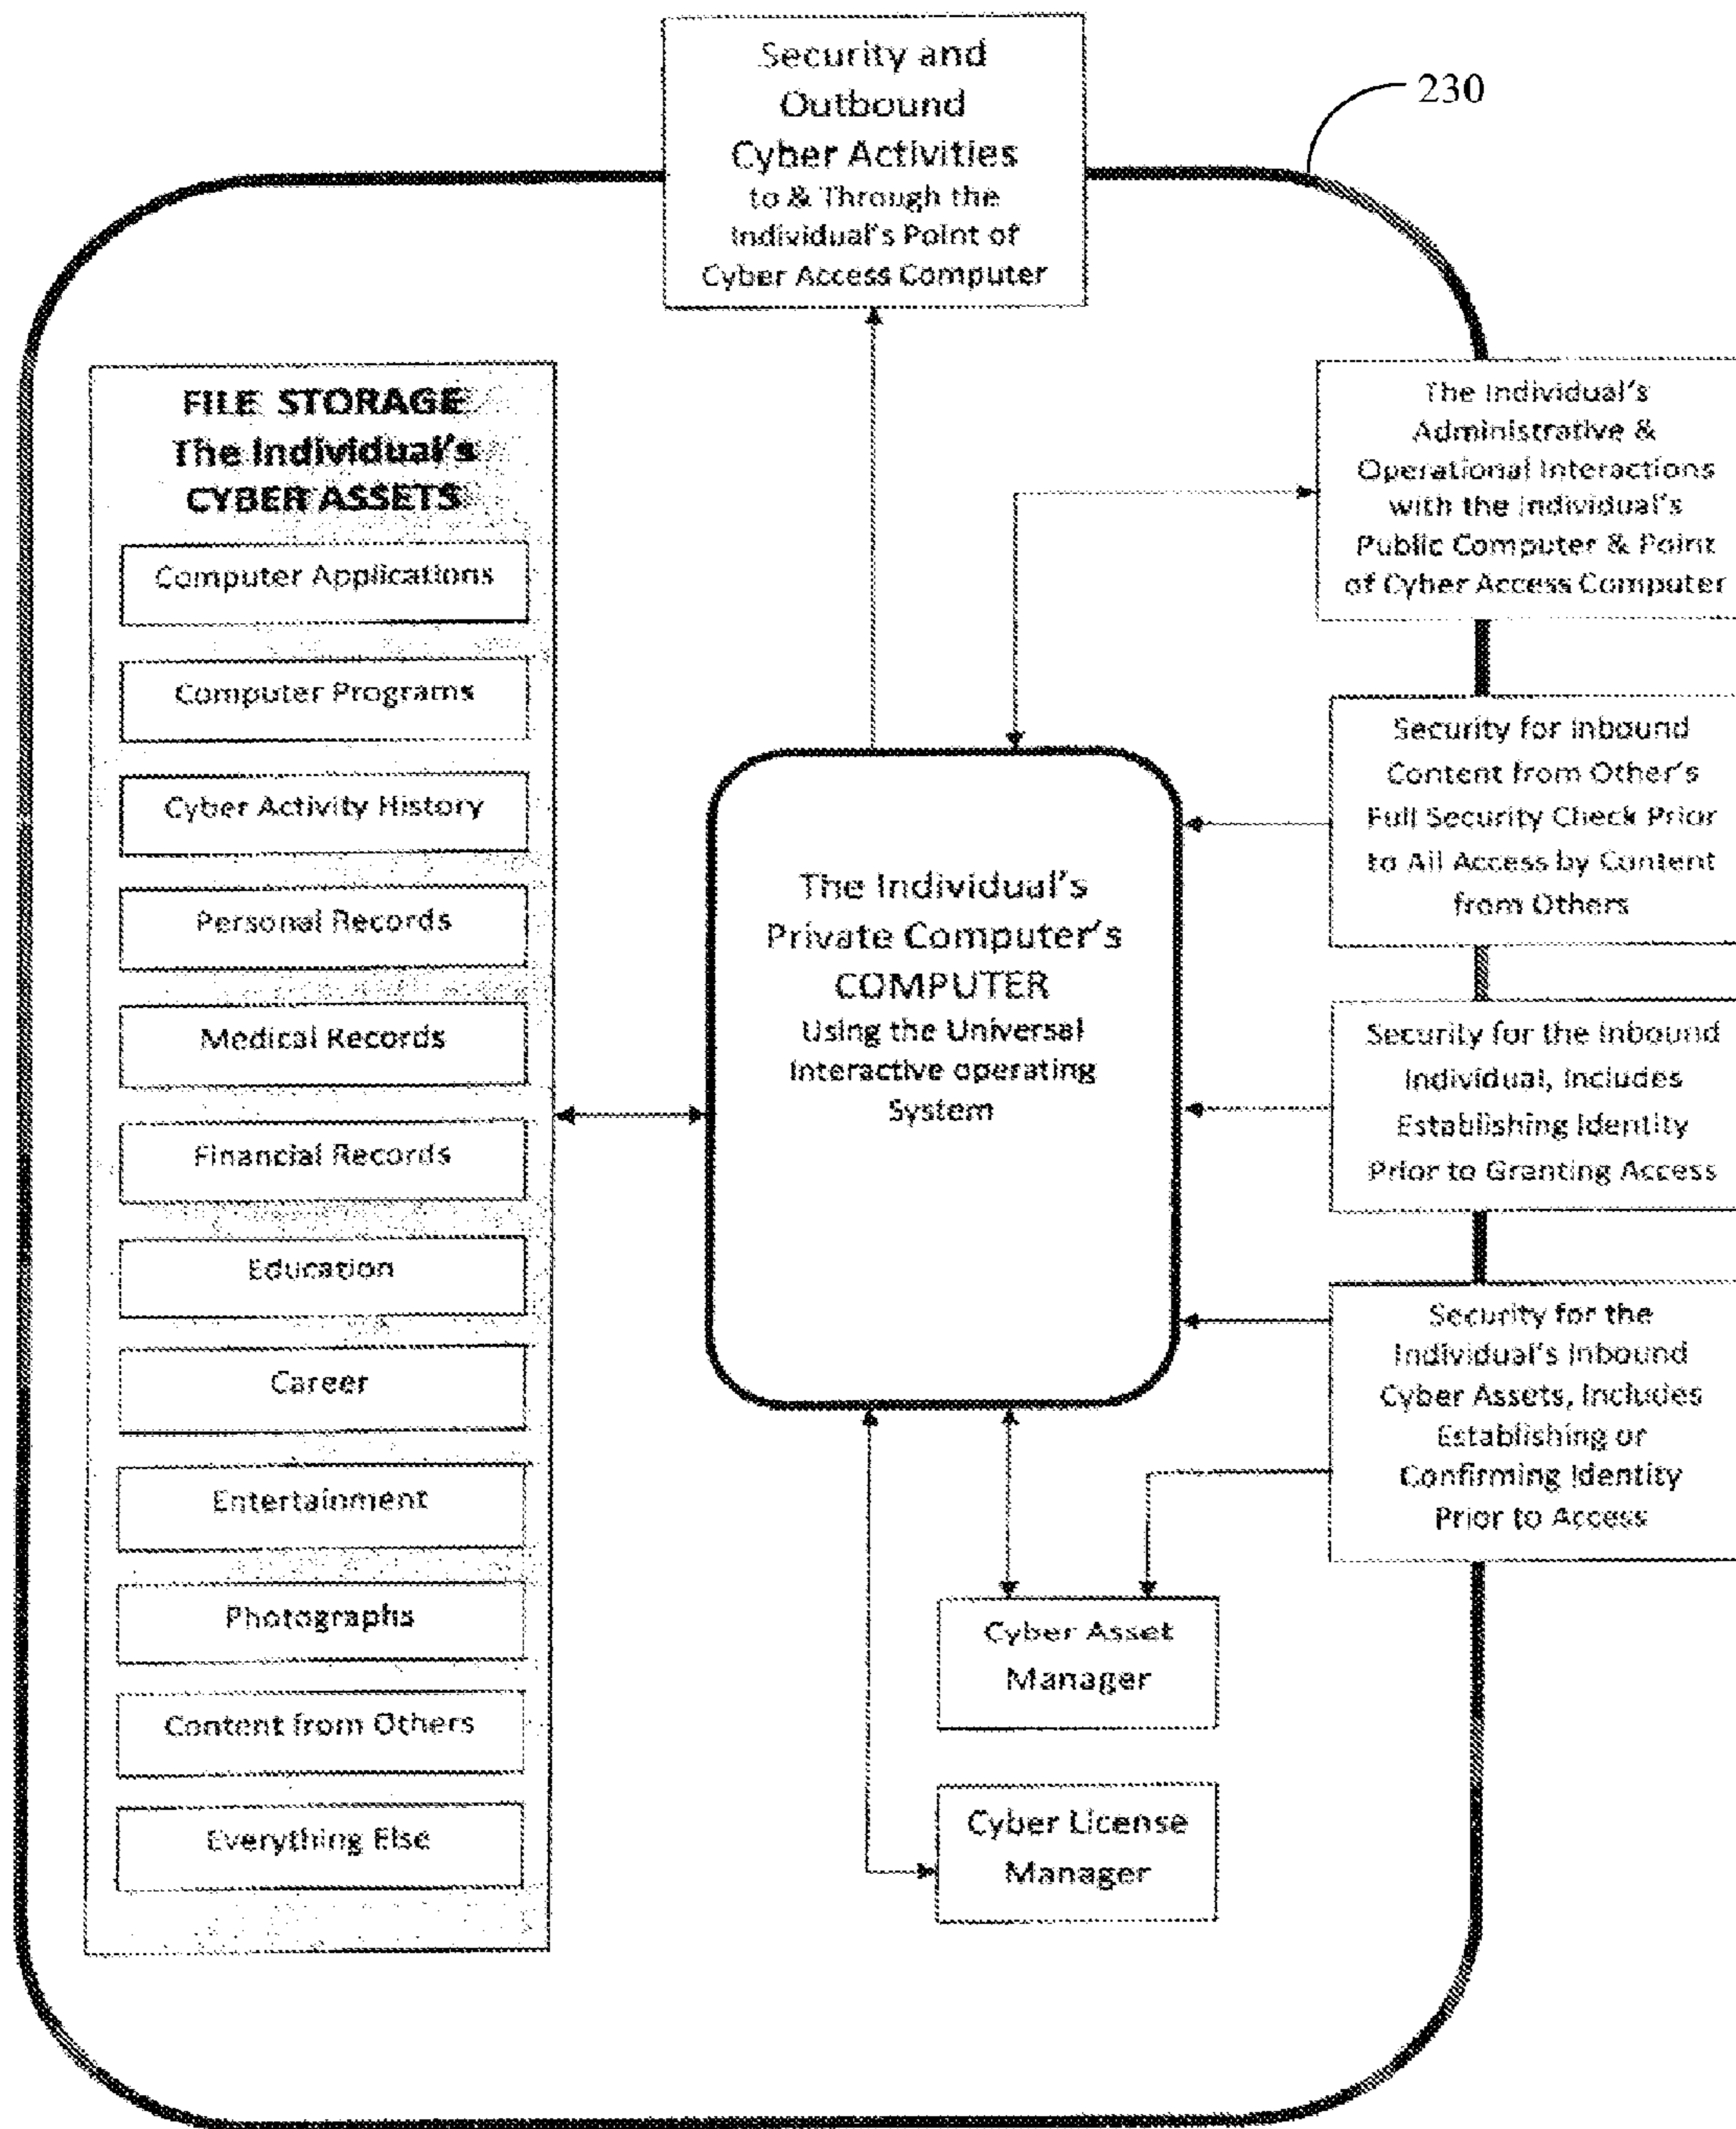 Security and
Outbound
Cyber Activities
to & Through the
Individual's Point of
Cyber Access Computer
230
FILE STORAGE
The Individual's
CYBER ASSETS
Computer Applications
Computer Programs
Cyber Activity History
Personal Records
Medical Records
Financial Records
Education
Career
Entertainment
Photographs
Content from Others
Everything Else
The Individual's
Private Computer's
COMPUTER
Using the Universal
Interactive operating
System
The Individual's
Administrative &
Operational Interactions
with the Individual's
Public Computer & Point
of Cyber Access Computer
Security for Inbound
Content from Other's
Full Security Check Prior
to All Access by Content
from Others
Security for the Inbound
Individual, Includes
Establishing Identity
Prior to Granting Access
Security for the
Individual's Inbound
Cyber Assets, Includes
Establishing or
Confirming Identity
Prior to Access
Cyber Asset
Manager
Cyber License
Manager